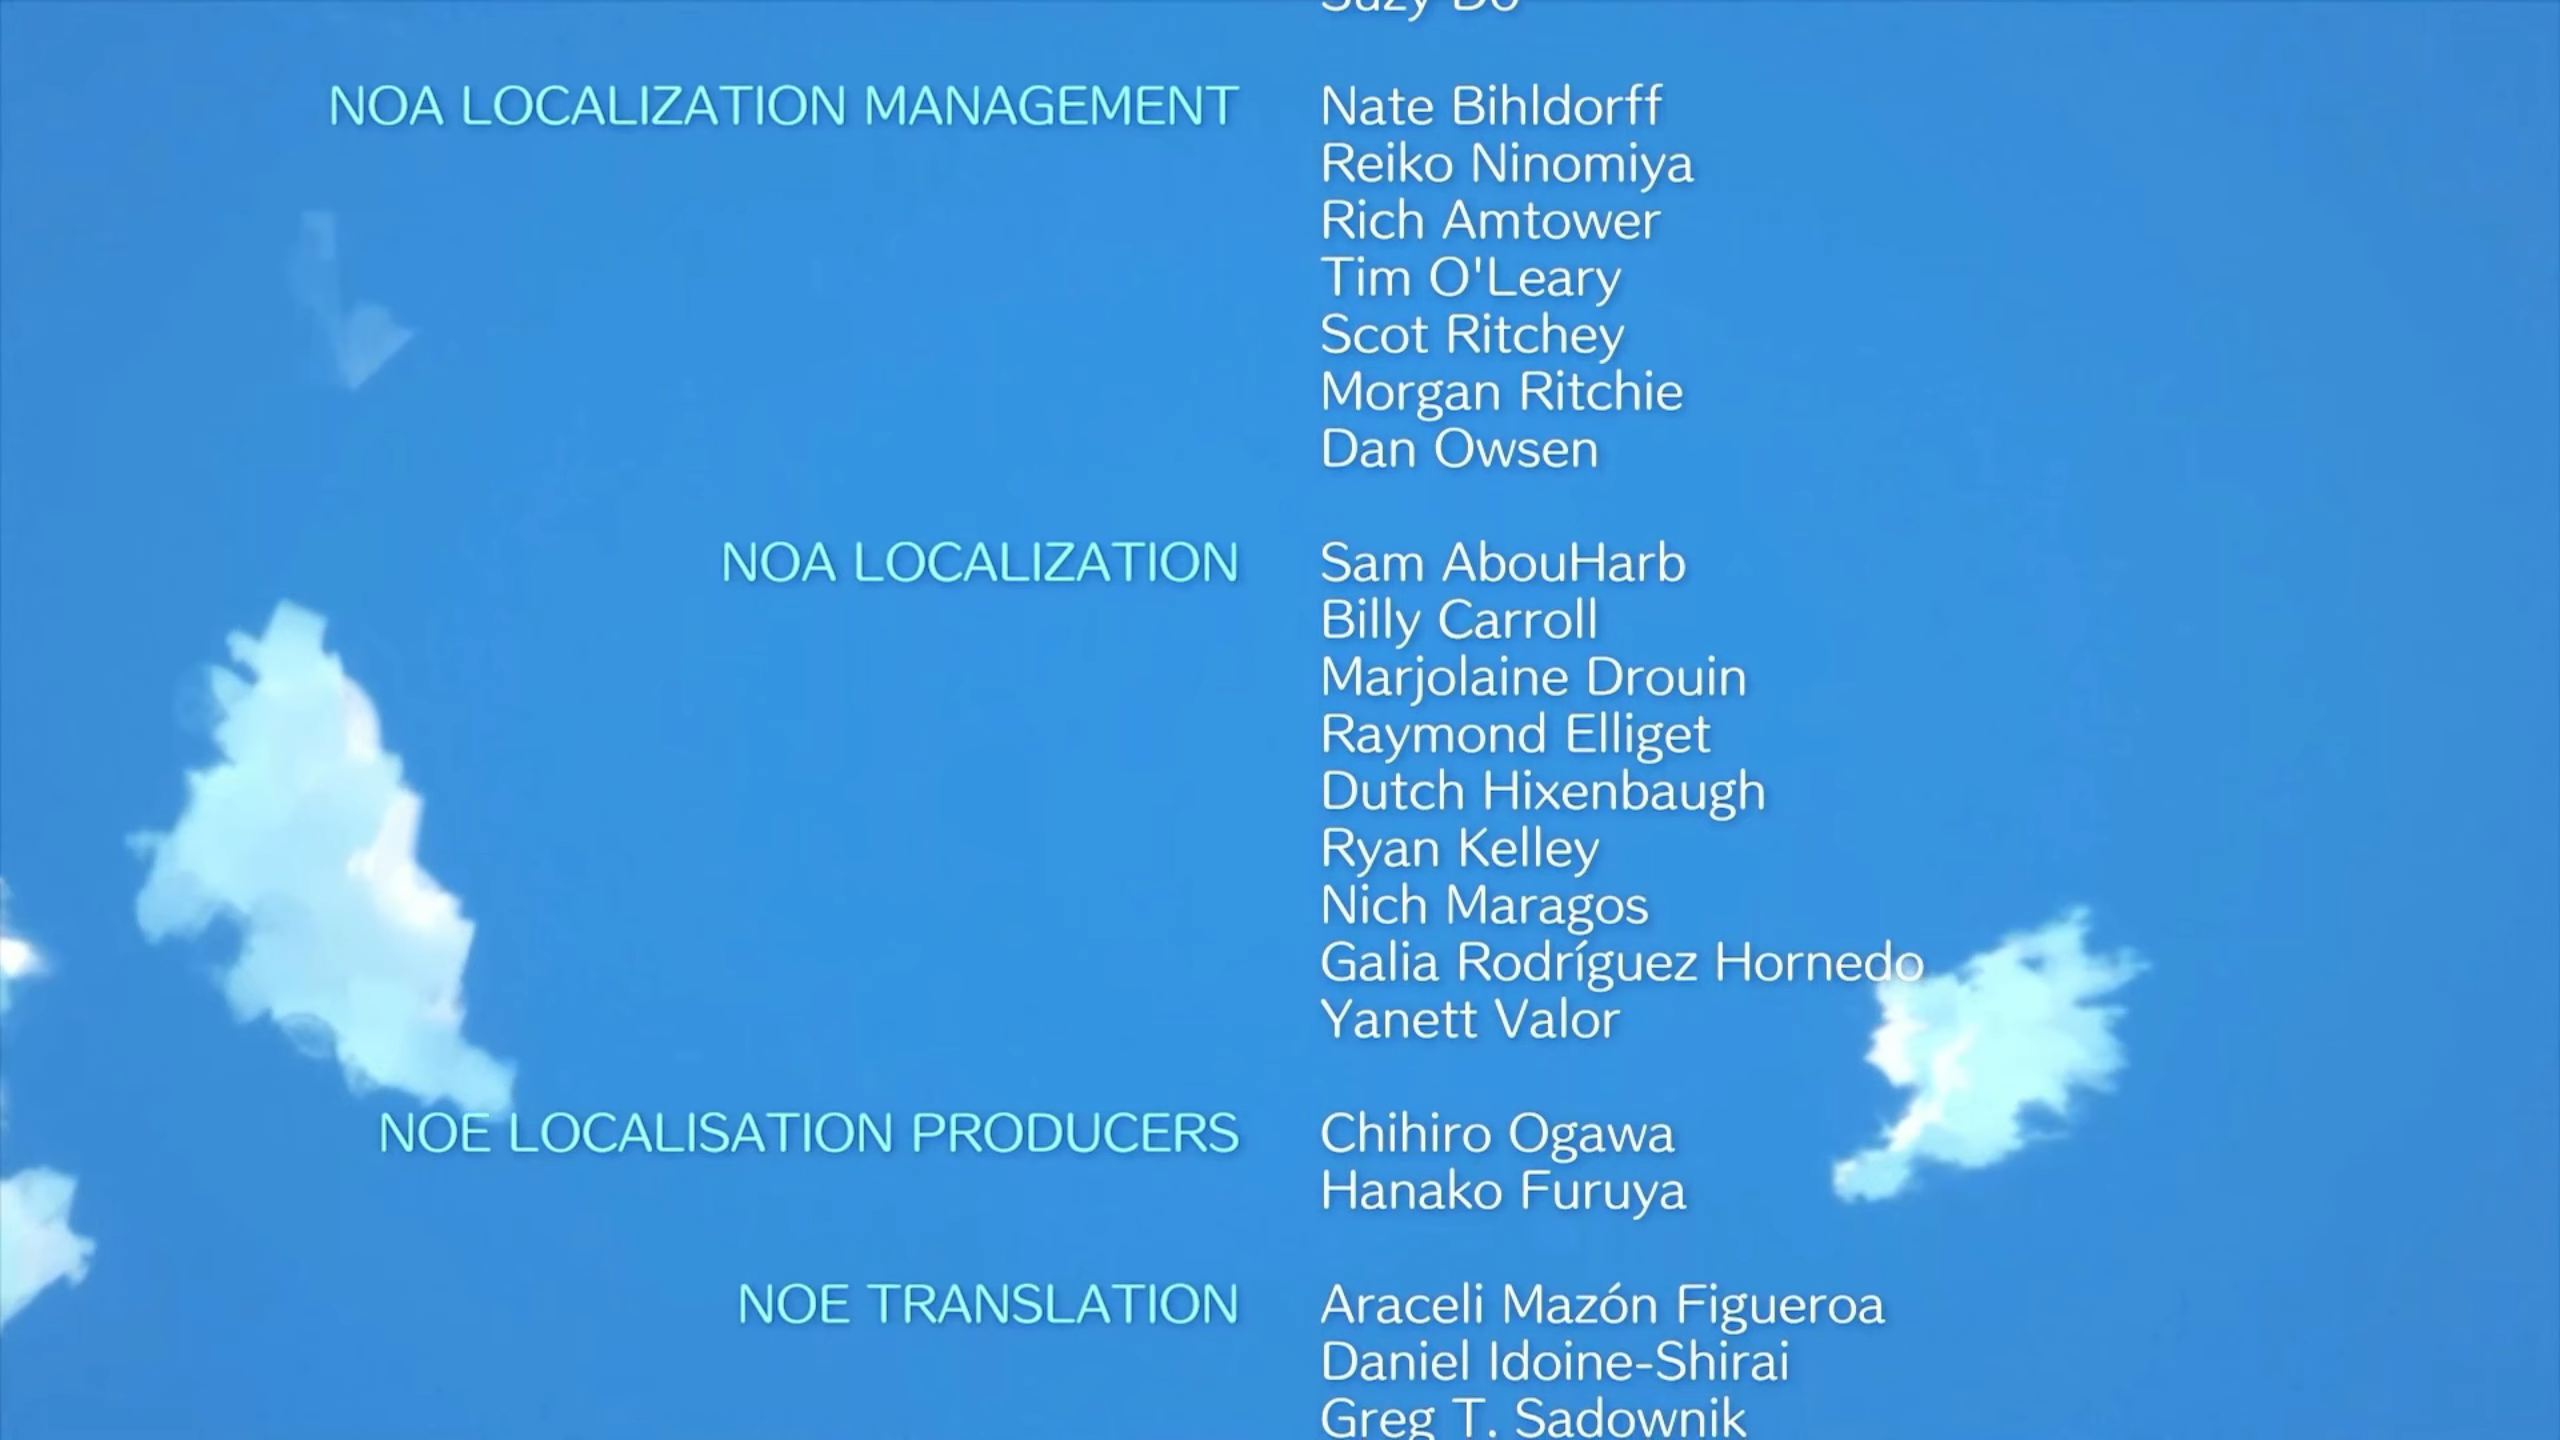 Suzy Do
NOA LOCALIZATION MANAGEMENT Nate Bihldorff
Reiko Ninomiya
Rich Amtower
Tim O'Leary
Scot Ritchey
Morgan Ritchie
Dan Owsen
NOA LOCALIZATION Sam AbouHarb
Billy Carroll
Marjolaine Drouin
Raymond Elliget
Dutch Hixenbaugh
Ryan Kelley
Nich Maragos
Galia Rodríguez Hornedo
Yanett Valor
NOE LOCALISATION PRODUCERS Chihiro Ogawa
Hanako Furuya
NOE TRANSLATION Araceli Mazón Figueroa
Daniel Idoine-Shirai
Greg T. Sadownik